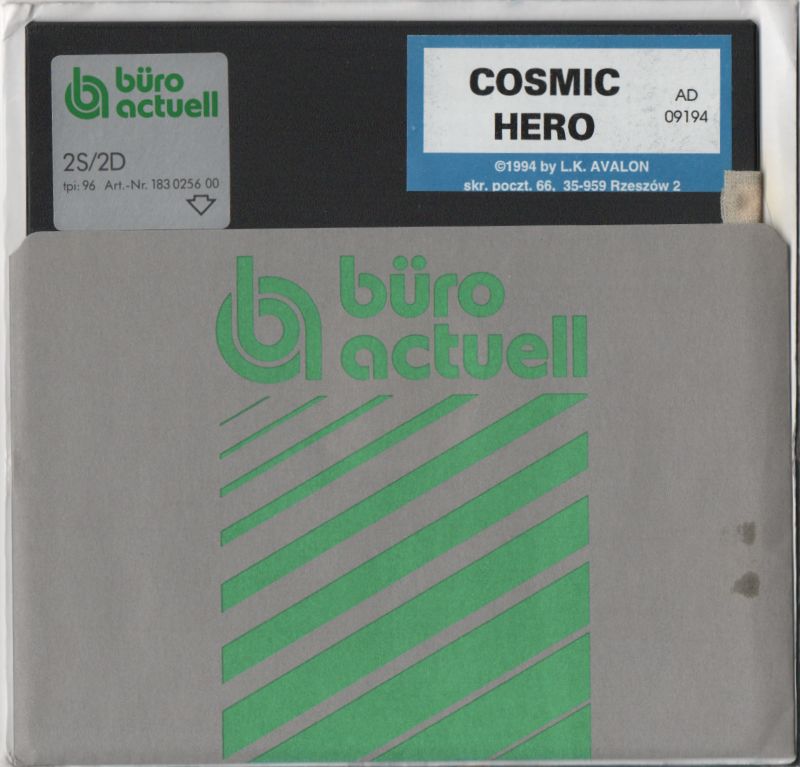 büro
actuell
2S/2D
tpi: 96 Art.-Nr. 183 0256 00
COSMIC
HERO
AD
09194
©1994 by L.K. AVALON
skr. poczt. 66, 35-959 Rzeszów 2
büro
actuell